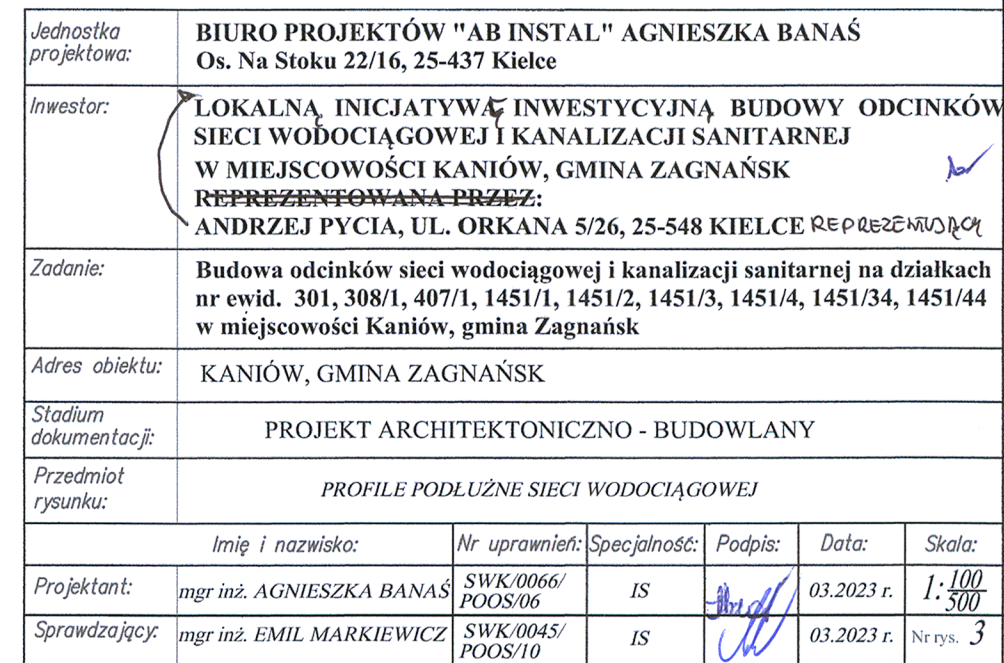 Jednostka projektowa:
BIURO PROJEKTÓW "AB INSTAL" AGNIESZKA BANAŚ
Os. Na Stoku 22/16, 25-437 Kielce
Inwestor:
LOKALNĄ INICJATYWĘ INWESTYCYJNĄ BUDOWY ODCINKÓW
SIECI WODOCIĄGOWEJ I KANALIZACJI SANITARNEJ
W MIEJSCOWOŚCI KANIÓW, GMINA ZAGNAŃSK
REPREZENTOWANA PRZEZ:
ANDRZEJ PYCIA, UL. ORKANA 5/26, 25-548 KIELCE REPREZENTUJĄCY
Zadanie:
Budowa odcinków sieci wodociągowej i kanalizacji sanitarnej na działkach
nr ewid. 301, 308/1, 407/1, 1451/1, 1451/2, 1451/3, 1451/4, 1451/34, 1451/44
w miejscowości Kaniów, gmina Zagnańsk
Adres obiektu:
KANIÓW, GMINA ZAGNAŃSK
Stadium
dokumentacji:
PROJEKT ARCHITEKTONICZNO - BUDOWLANY
Przedmiot
rysunku:
PROFILE PODŁUŻNE SIECI WODOCIĄGOWEJ
Imię i nazwisko: Nr uprawnień: Specjalność: Podpis: Data: Skala:
Projektant: mgr inż. AGNIESZKA BANAŚ SWK/0066/POOS/06 IS 03.2023 r. 1:100/500
Sprawdzający: mgr inż. EMIL MARKIEWICZ SWK/0045/POOS/10 IS 03.2023 r. Nr rys. 3